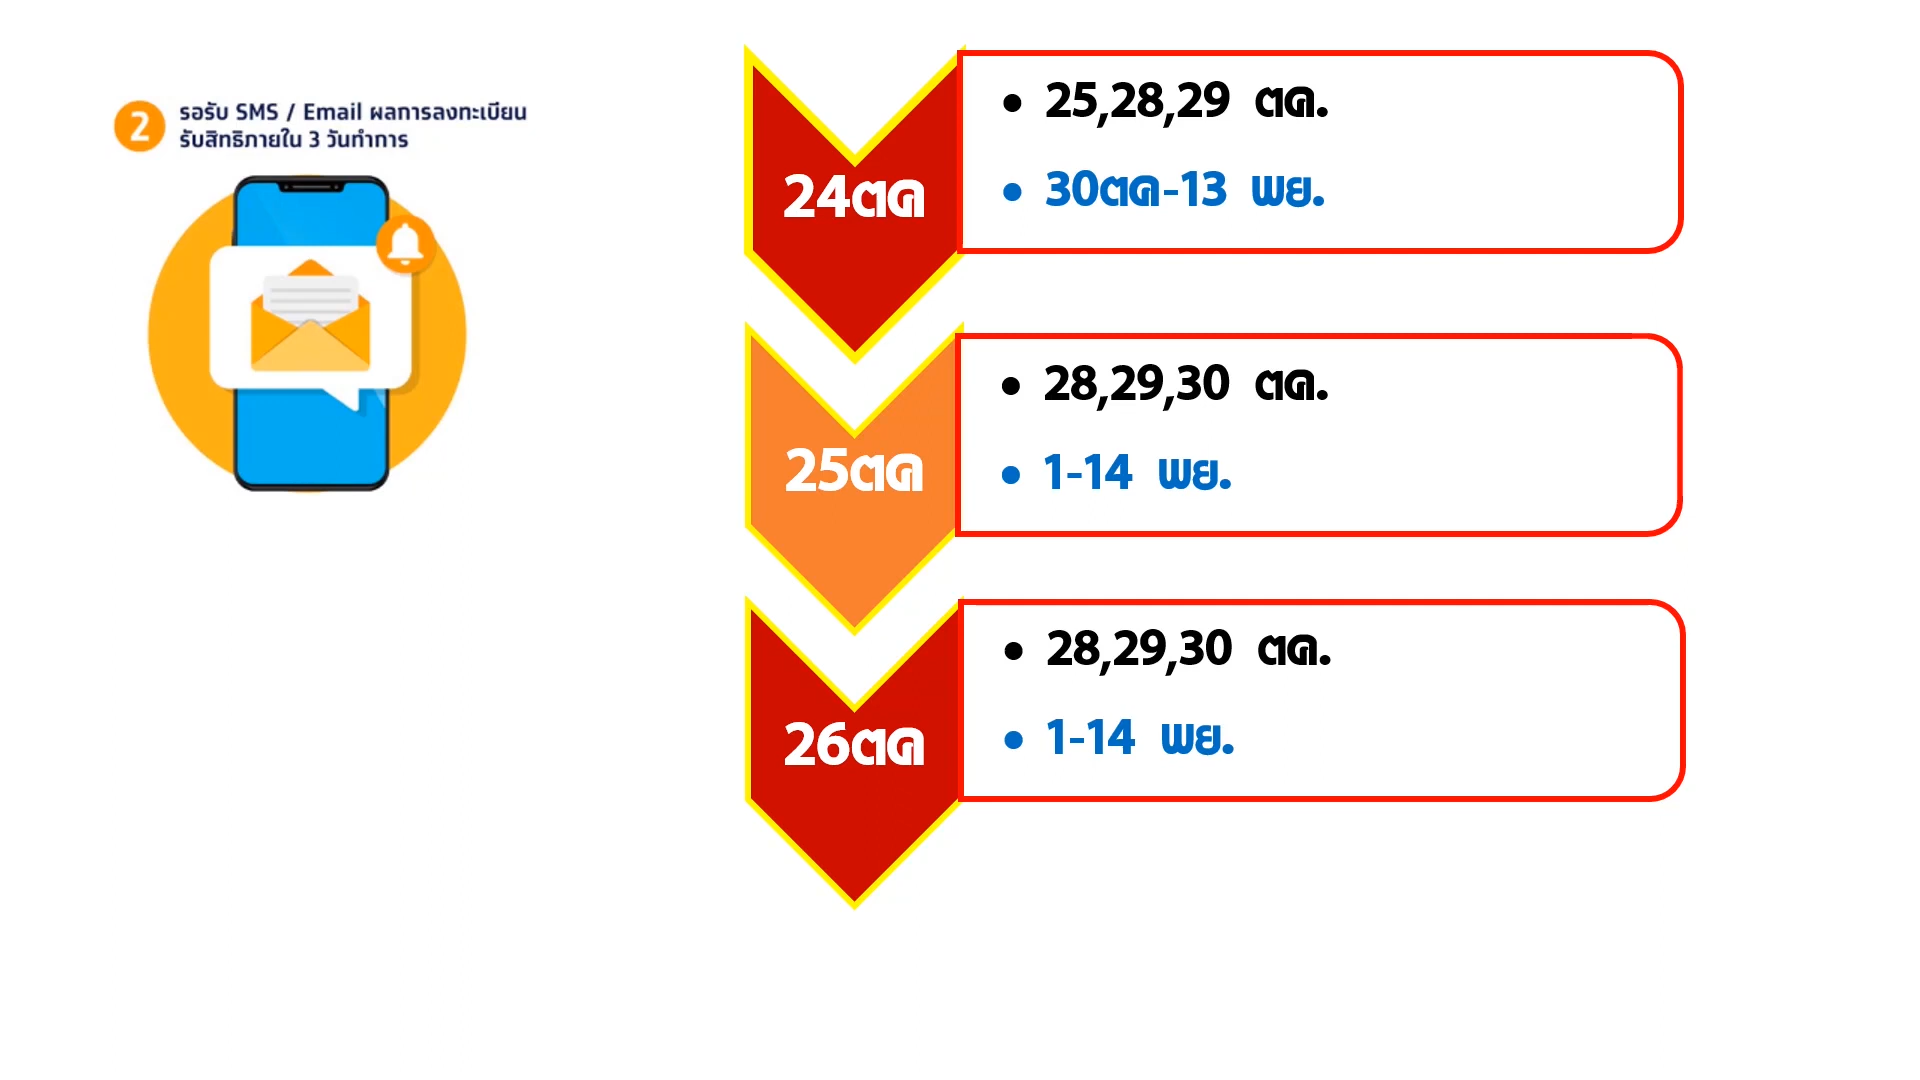 2
รอรับ SMS / Email ผลการลงทะเบียน
รับสิทธิภายใน 3 วันทำการ
24ตค
25,28,29 ตค.
30ตค-13 พย.
25ตค
28,29,30 ตค.
1-14 พย.
26ตค
28,29,30 ตค.
1-14 พย.